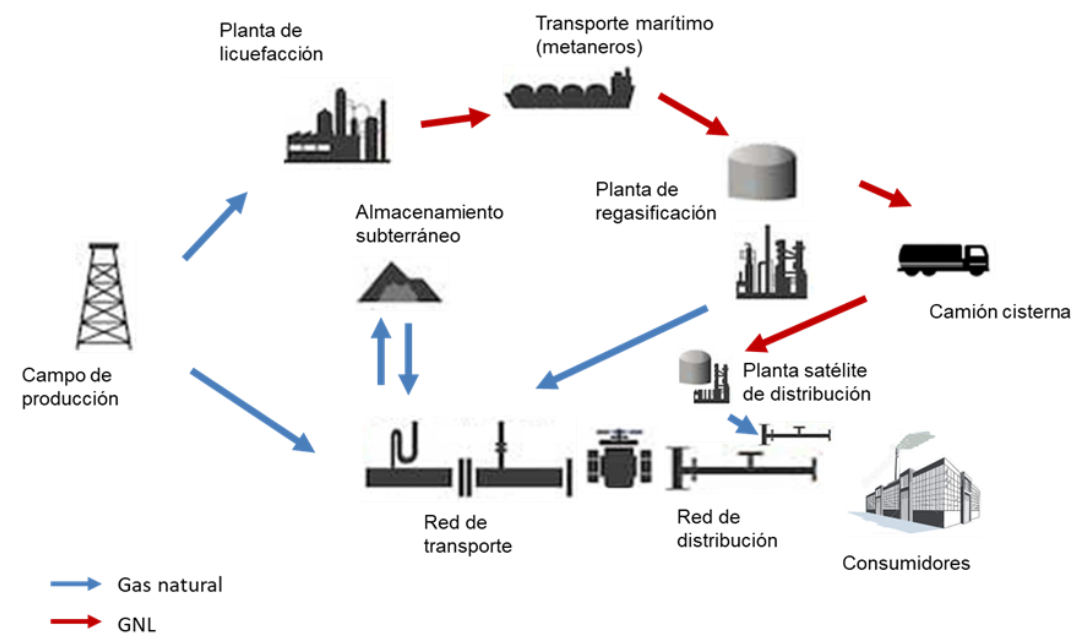 Planta de
licuefacción
Transporte marítimo
(metaneros)
Planta de
regasificación
Almacenamiento
subterráneo
Camión cisterna
Campo de
producción
Planta satélite
de distribución
Red de
transporte
Red de
distribución
Consumidores
Gas natural
GNL